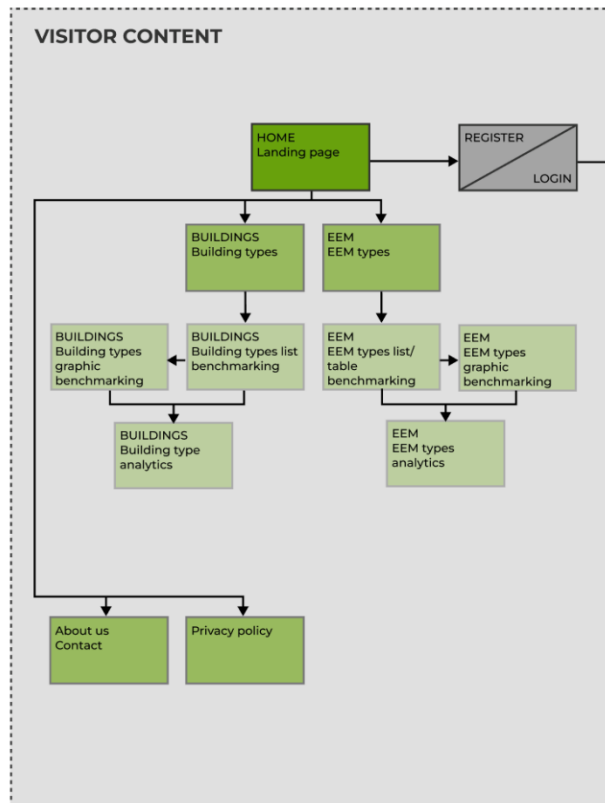 VISITOR CONTENT
HOME
Landing page
REGISTER
LOGIN
BUILDINGS
Building types
EEM
EEM types
BUILDINGS
Building types
graphic
benchmarking
BUILDINGS
Building types list
benchmarking
EEM
EEM types list/
table
benchmarking
EEM
EEM types
graphic
benchmarking
BUILDINGS
Building type
analytics
EEM
EEM types
analytics
About us
Contact
Privacy policy